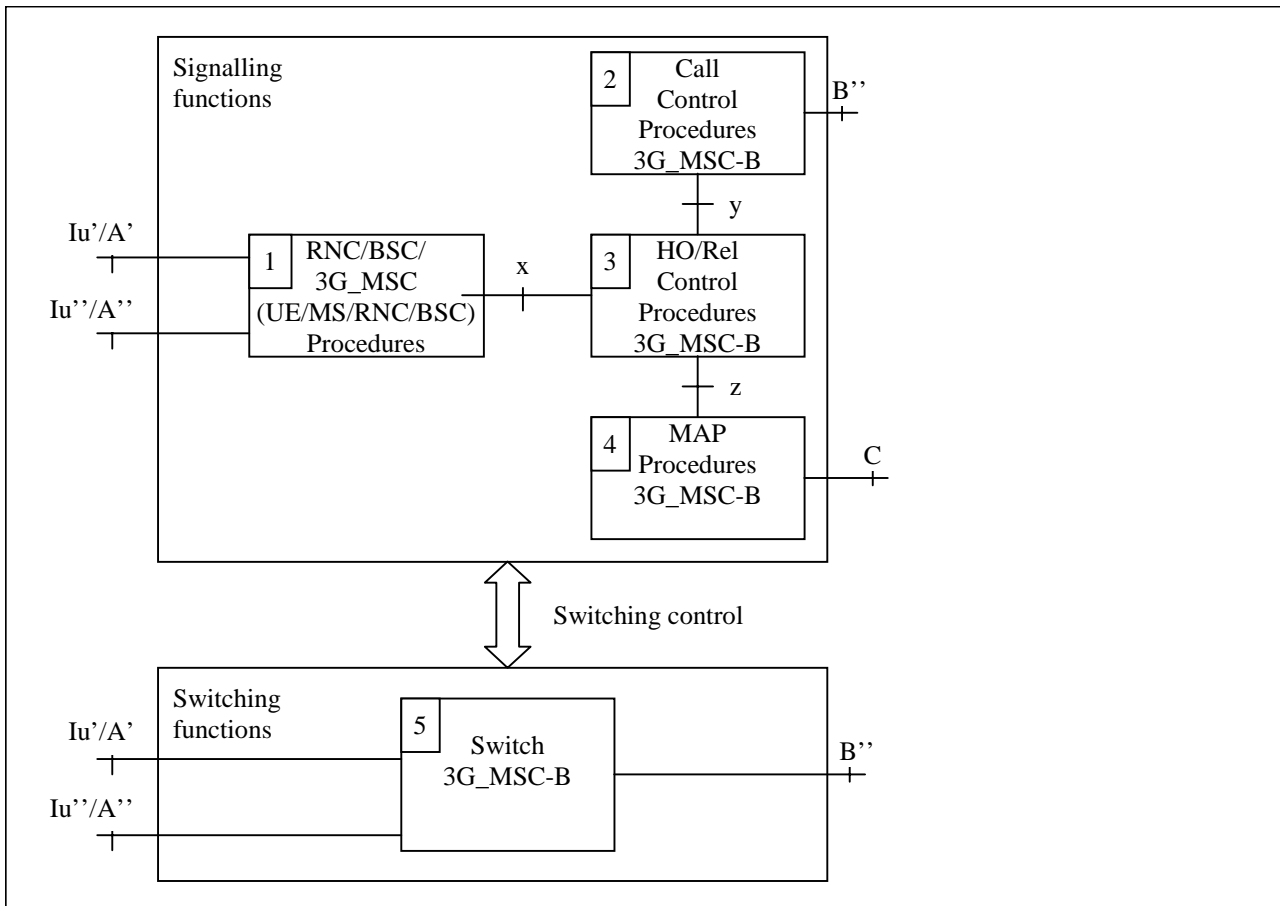 Signalling
functions
2
Call
Control
Procedures
3G_MSC-B
B’’
y
Iu’/A'
Iu’’/A’’
1
RNC/BSC/
3G_MSC
(UE/MS/RNC/BSC)
Procedures
x
3
HO/Rel
Control
Procedures
3G_MSC-B
z
4
MAP
Procedures
3G_MSC-B
C
Switching control
Switching
functions
Iu’/A'
Iu’’/A’’
5
Switch
3G_MSC-B
B’’